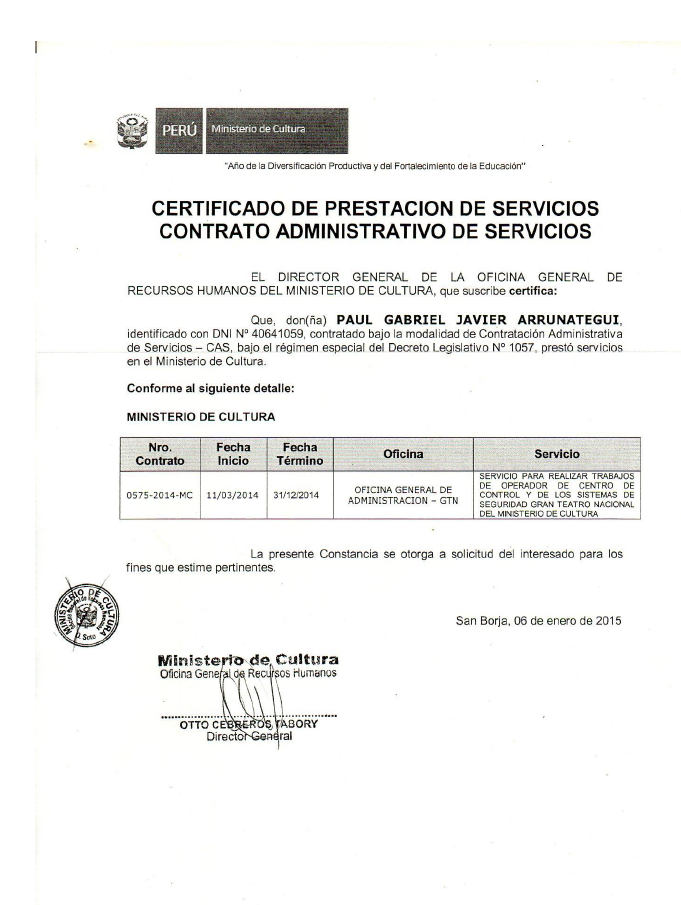 PERÚ Ministerio de Cultura
"Año de la Diversificación Productiva y del Fortalecimiento de la Educación"
CERTIFICADO DE PRESTACION DE SERVICIOS
CONTRATO ADMINISTRATIVO DE SERVICIOS
EL DIRECTOR GENERAL DE LA OFICINA GENERAL DE
RECURSOS HUMANOS DEL MINISTERIO DE CULTURA, que suscribe certifica:
Que, don(ña) PAUL GABRIEL JAVIER ARRUNATEGUI,
identificado con DNI Nº 40641059, contratado bajo la modalidad de Contratación Administrativa
de Servicios – CAS, bajo el régimen especial del Decreto Legislativo Nº 1057, prestó servicios
en el Ministerio de Cultura.
Conforme al siguiente detalle:
MINISTERIO DE CULTURA
Nro. Contrato Fecha Inicio Fecha Término Oficina Servicio
0575-2014-MC 11/03/2014 31/12/2014 OFICINA GENERAL DE
ADMINISTRACION – GTN
SERVICIO PARA REALIZAR TRABAJOS
DE OPERADOR DE CENTRO DE
CONTROL Y DE LOS SISTEMAS DE
SEGURIDAD GRAN TEATRO NACIONAL
DEL MINISTERIO DE CULTURA
La presente Constancia se otorga a solicitud del interesado para los
fines que estime pertinentes.
MINISTERIO DE CULTURA
J. Soto
San Borja, 06 de enero de 2015
Ministerio de Cultura
Oficina General de Recursos Humanos
OTTO CEBREROS TABORY
Director General